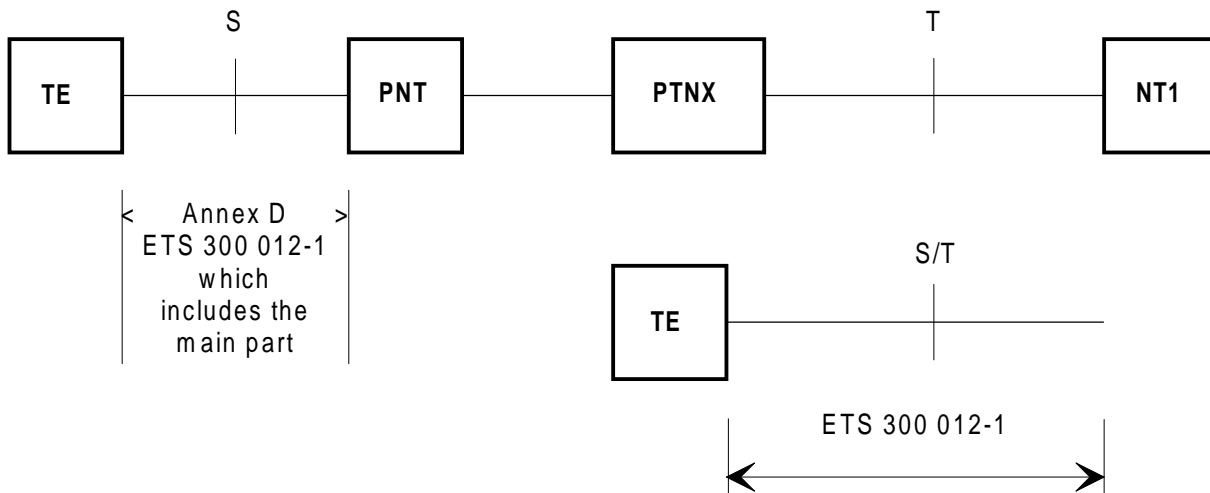 S
T
TE
PNT
PTNX
NT1
< Annex D >
ETS 300 012-1
which
includes the
main part
S/T
TE
ETS 300 012-1